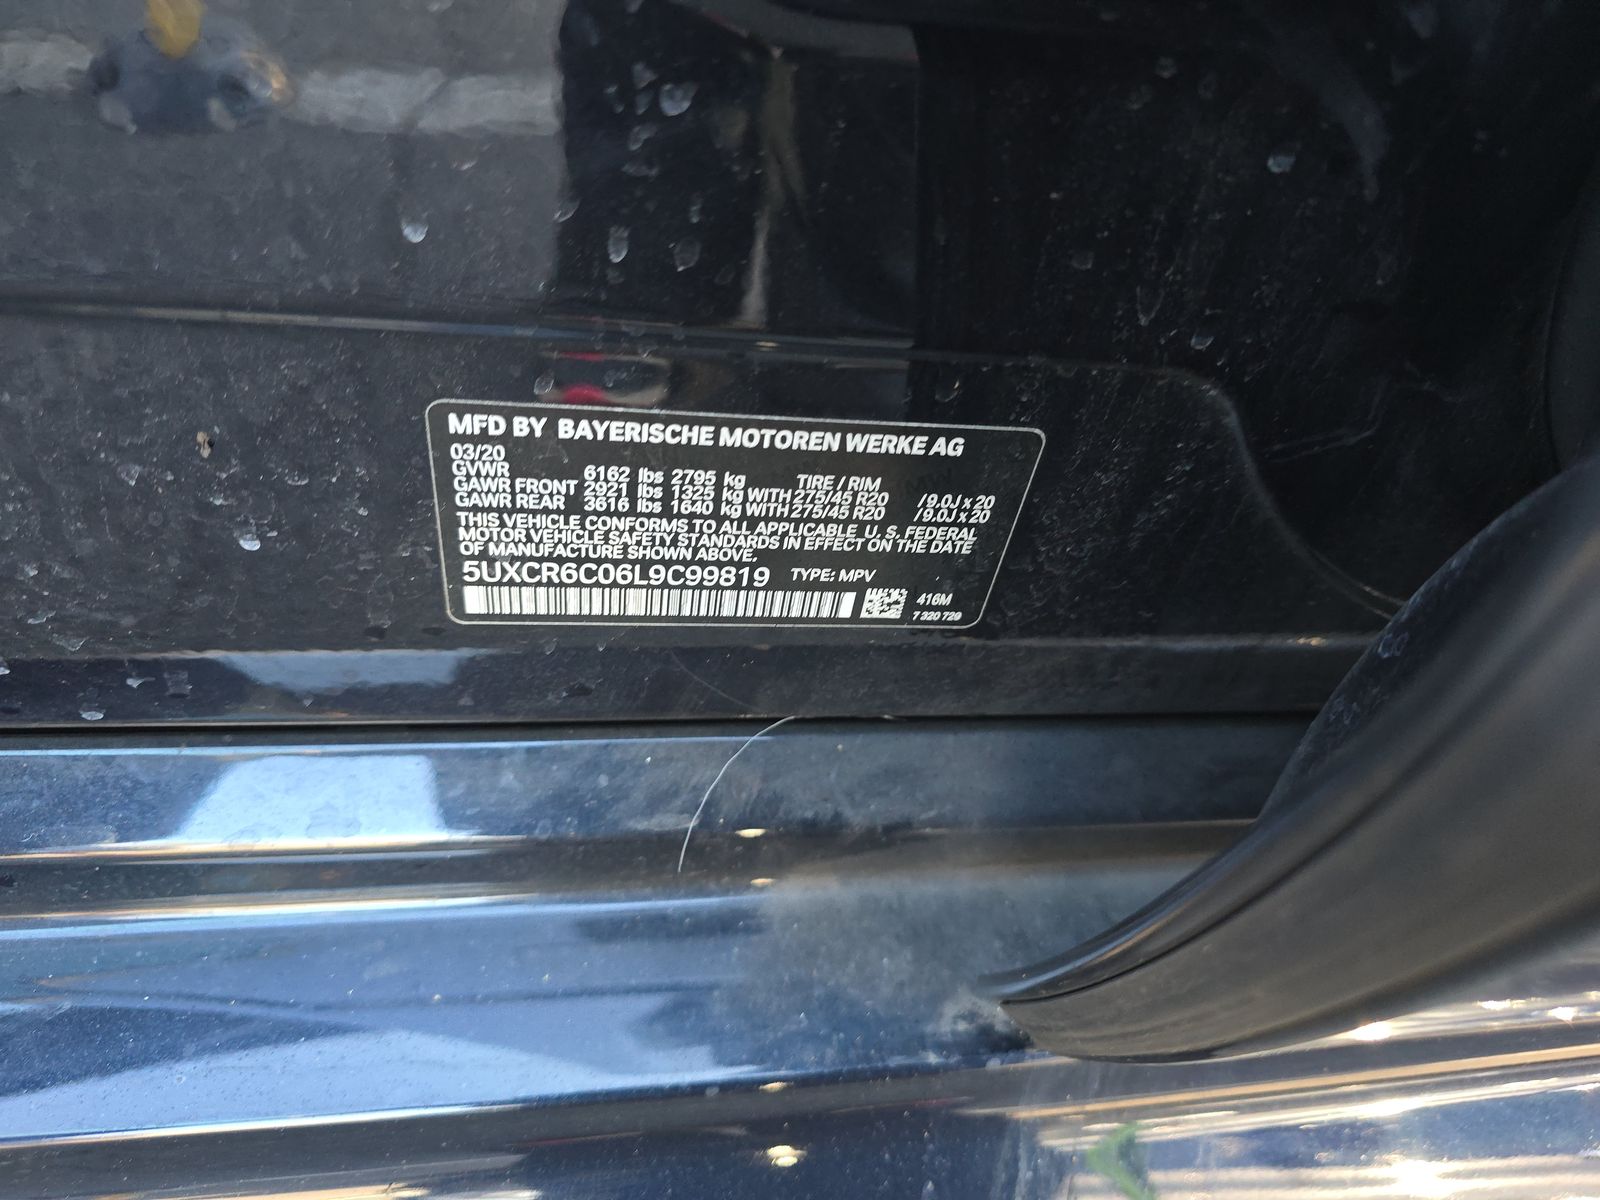 MFD BY BAYERISCHE MOTOREN WERKE AG
03/20
GVWR 6162 lbs 2795 kg TIRE / RIM
GAWR FRONT 2921 lbs 1325 kg WITH 275/45 R20 /9.0J x 20
GAWR REAR 3616 lbs 1640 kg WITH 275/45 R20 /9.0J x 20
THIS VEHICLE CONFORMS TO ALL APPLICABLE U. S. FEDERAL
MOTOR VEHICLE SAFETY STANDARDS IN EFFECT ON THE DATE
OF MANUFACTURE SHOWN ABOVE.
5UXCR6C06L9C99819 TYPE: MPV
416M
7 320 729